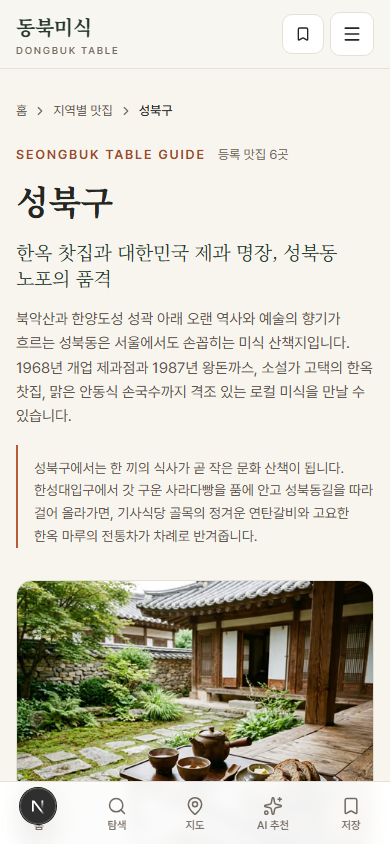 동북미식
DONGBUK TABLE
홈 > 지역별 맛집 > 성북구
SEONGBUK TABLE GUIDE 등록 맛집 6곳
성북구
한옥 찻집과 대한민국 제과 명장, 성북동
노포의 품격
북악산과 한양도성 성곽 아래 오랜 역사와 예술의 향기가
흐르는 성북동은 서울에서도 손꼽히는 미식 산책지입니다.
1968년 개업 제과점과 1987년 왕돈까스, 소설가 고택의 한옥
찻집, 맑은 안동식 손국수까지 격조 있는 로컬 미식을 만날 수
있습니다.
성북구에서는 한 끼의 식사가 곧 작은 문화 산책이 됩니다.
한성대입구에서 갓 구운 사라다빵을 품에 안고 성북동길을 따라
걸어 올라가면, 기사식당 골목의 정겨운 연탄갈비와 고요한
한옥 마루의 전통차가 차례로 반겨줍니다.
N
홈 탐색 지도 AI 추천 저장